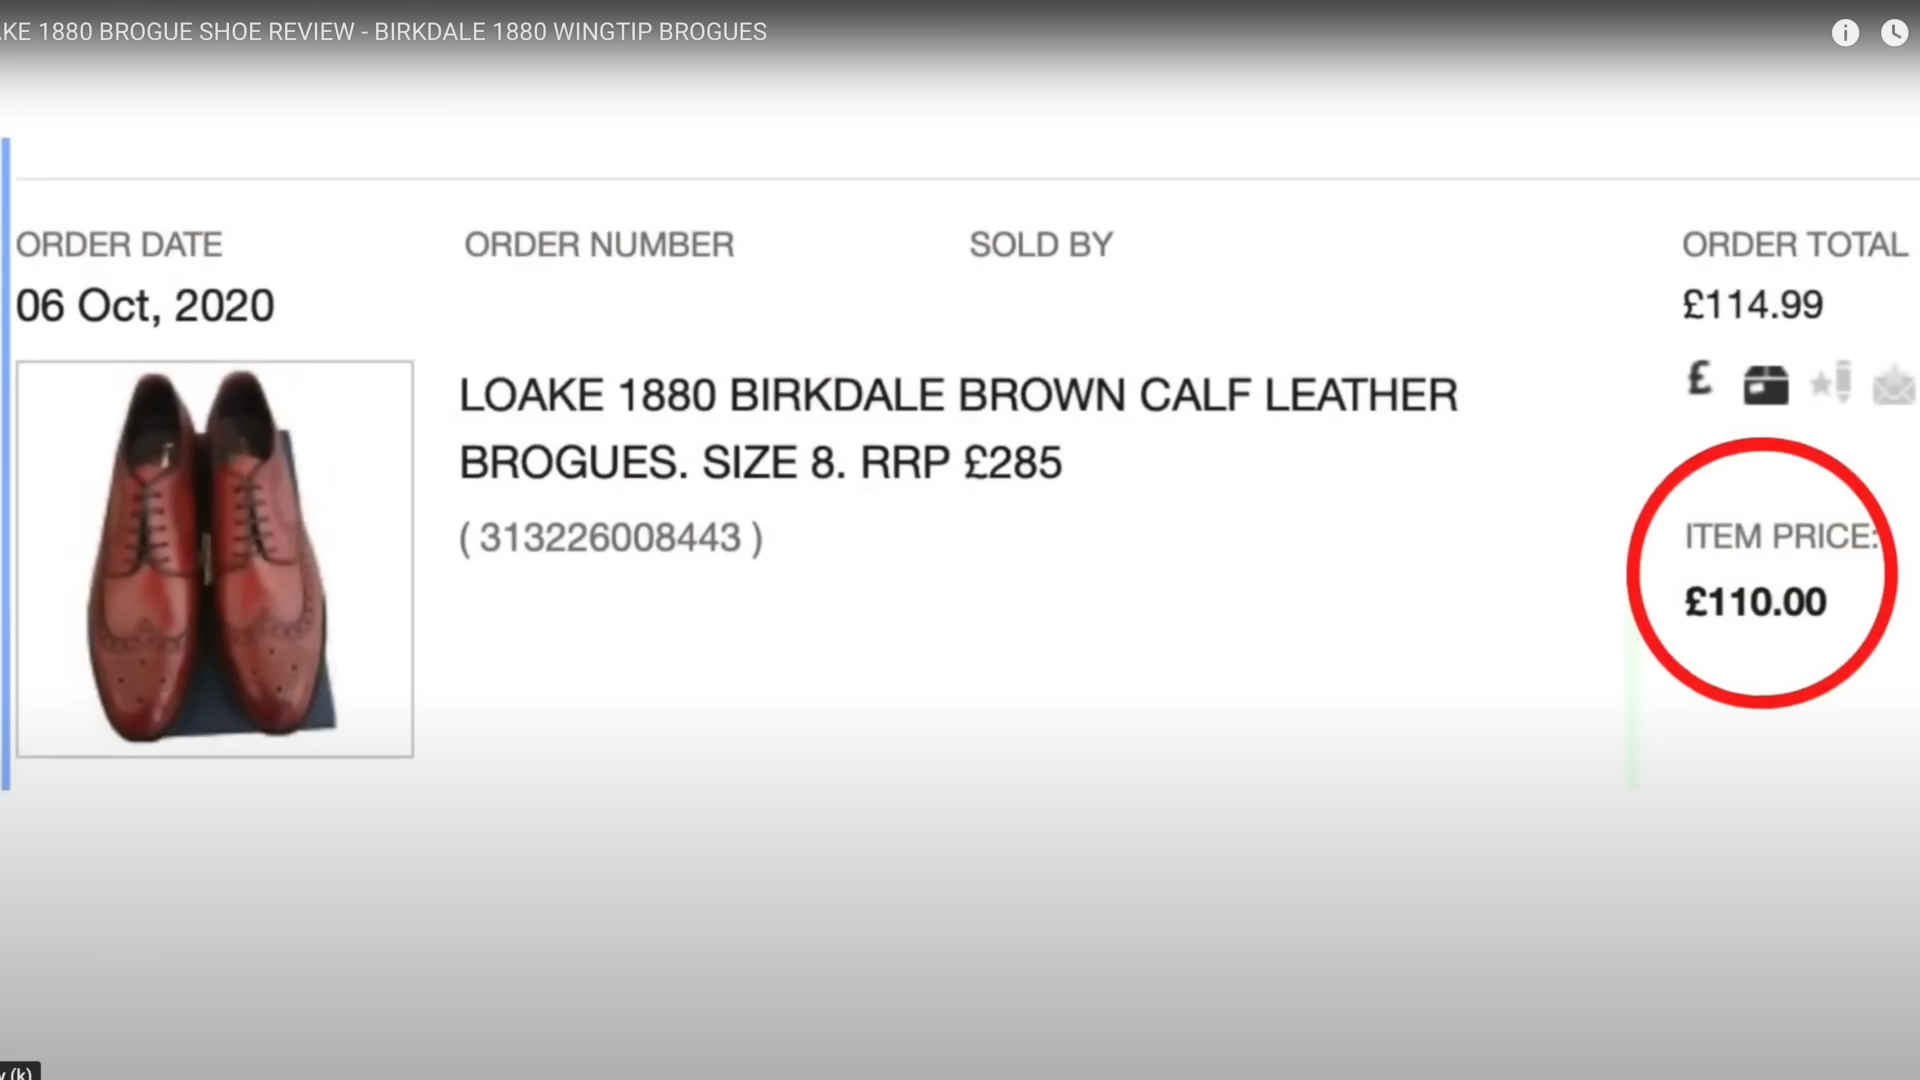 KE 1880 BROGUE SHOE REVIEW - BIRKDALE 1880 WINGTIP BROGUES
ORDER DATE
06 Oct, 2020
ORDER NUMBER
SOLD BY
ORDER TOTAL
£114.99
£
LOAKE 1880 BIRKDALE BROWN CALF LEATHER
BROGUES. SIZE 8. RRP £285
( 313226008443 )
ITEM PRICE:
£110.00
(k)